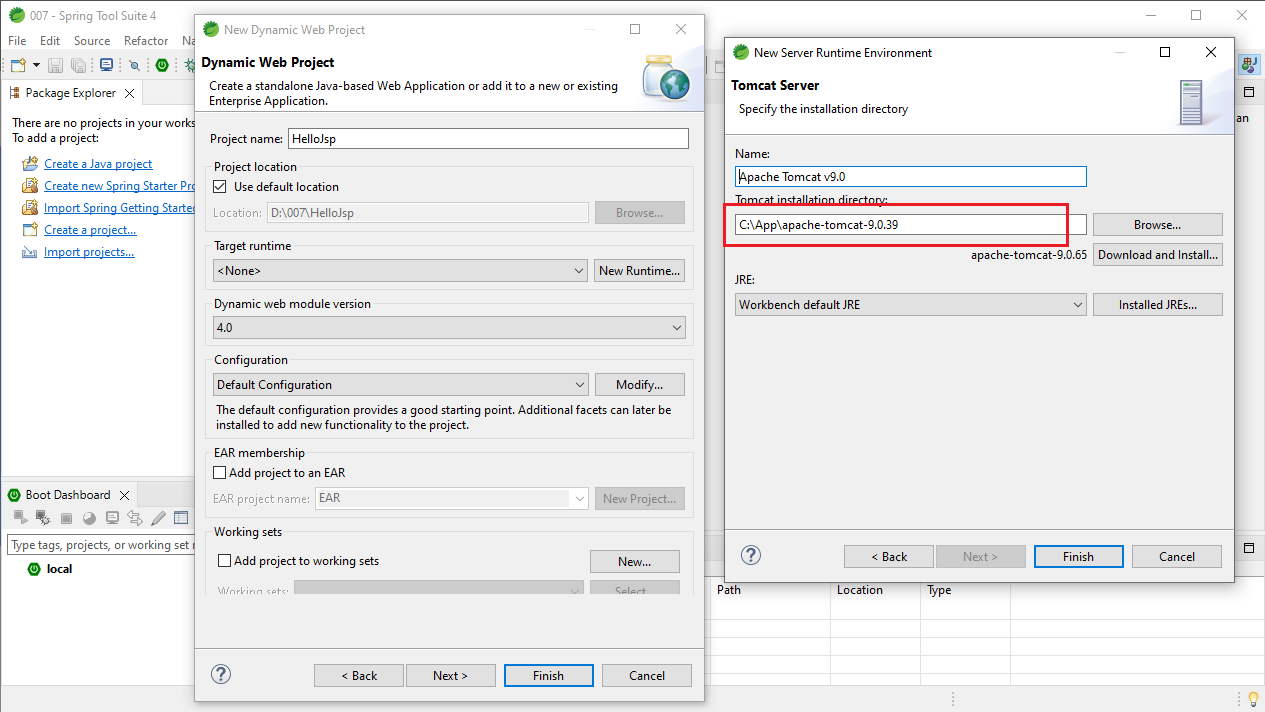 007 - Spring Tool Suite 4
File Edit Source Refactor Na
Package Explorer
There are no projects in your works
To add a project:
Create a Java project
Create new Spring Starter Pro
Import Spring Getting Started
Create a project...
Import projects...
Boot Dashboard
Type tags, projects, or working set n
local
New Dynamic Web Project
Dynamic Web Project
Create a standalone Java-based Web Application or add it to a new or existing
Enterprise Application.
Project name: HelloJsp
Project location
Use default location
Location: D:\007\HelloJsp Browse...
Target runtime
<None> New Runtime...
Dynamic web module version
4.0
Configuration
Default Configuration Modify...
The default configuration provides a good starting point. Additional facets can later be
installed to add new functionality to the project.
EAR membership
Add project to an EAR
EAR project name: EAR New Project...
Working sets
Add project to working sets New...
Working sets: Select...
? < Back Next > Finish Cancel
New Server Runtime Environment
Tomcat Server
Specify the installation directory
Name:
Apache Tomcat v9.0
Tomcat installation directory:
C:\App\apache-tomcat-9.0.39 Browse...
apache-tomcat-9.0.65 Download and Install...
JRE:
Workbench default JRE Installed JREs...
? < Back Next > Finish Cancel
an
Path Location Type